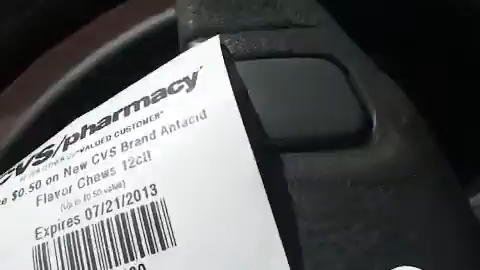 CVS/pharmacy
VALUED CUSTOMER*
$0.50 on New CVS Brand Antacid
Flavor Chews 12ct!
(Up to $0.50 value)
Expires 07/21/2013